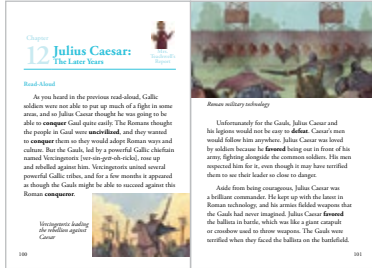 Chapter
12 Julius Caesar:
The Later Years
Read-Aloud
As you heard in the previous read-aloud, Gallic
soldiers were not able to put up much of a fight in some
areas, and so Julius Caesar thought he was going to be
able to conquer Gaul quite easily. The Romans thought
the people in Gaul were uncivilized, and they wanted
to conquer them so they would adopt Roman ways and
culture. But the Gauls, led by a powerful Gallic chieftain
named Vercingetorix [ver-sin-get-oh-ricks], rose up
and rebelled against him. Vercingetorix united several
powerful Gallic tribes, and for a few months it appeared
as though the Gauls might be able to succeed against this
Roman conqueror.
Vercingetorix leading
the rebellion against
Caesar
100
Roman military technology
Unfortunately for the Gauls, Julius Caesar and
his legions would not be easy to defeat. Caesar's men
would follow him anywhere. Julius Caesar was loved
by soldiers because he favored being out in front of his
army, fighting alongside the common soldiers. His men
respected him for it, even though it may have terrified
them to see their leader so close to danger.
Aside from being courageous, Julius Caesar was
a brilliant commander. He kept up with the latest in
Roman technology, and his armies fielded weapons that
the Gauls had never imagined. Julius Caesar favored
the ballista in battle, which was like a giant catapult
or crossbow used to throw weapons. The Gauls were
terrified when they faced the ballista on the battlefield.
101